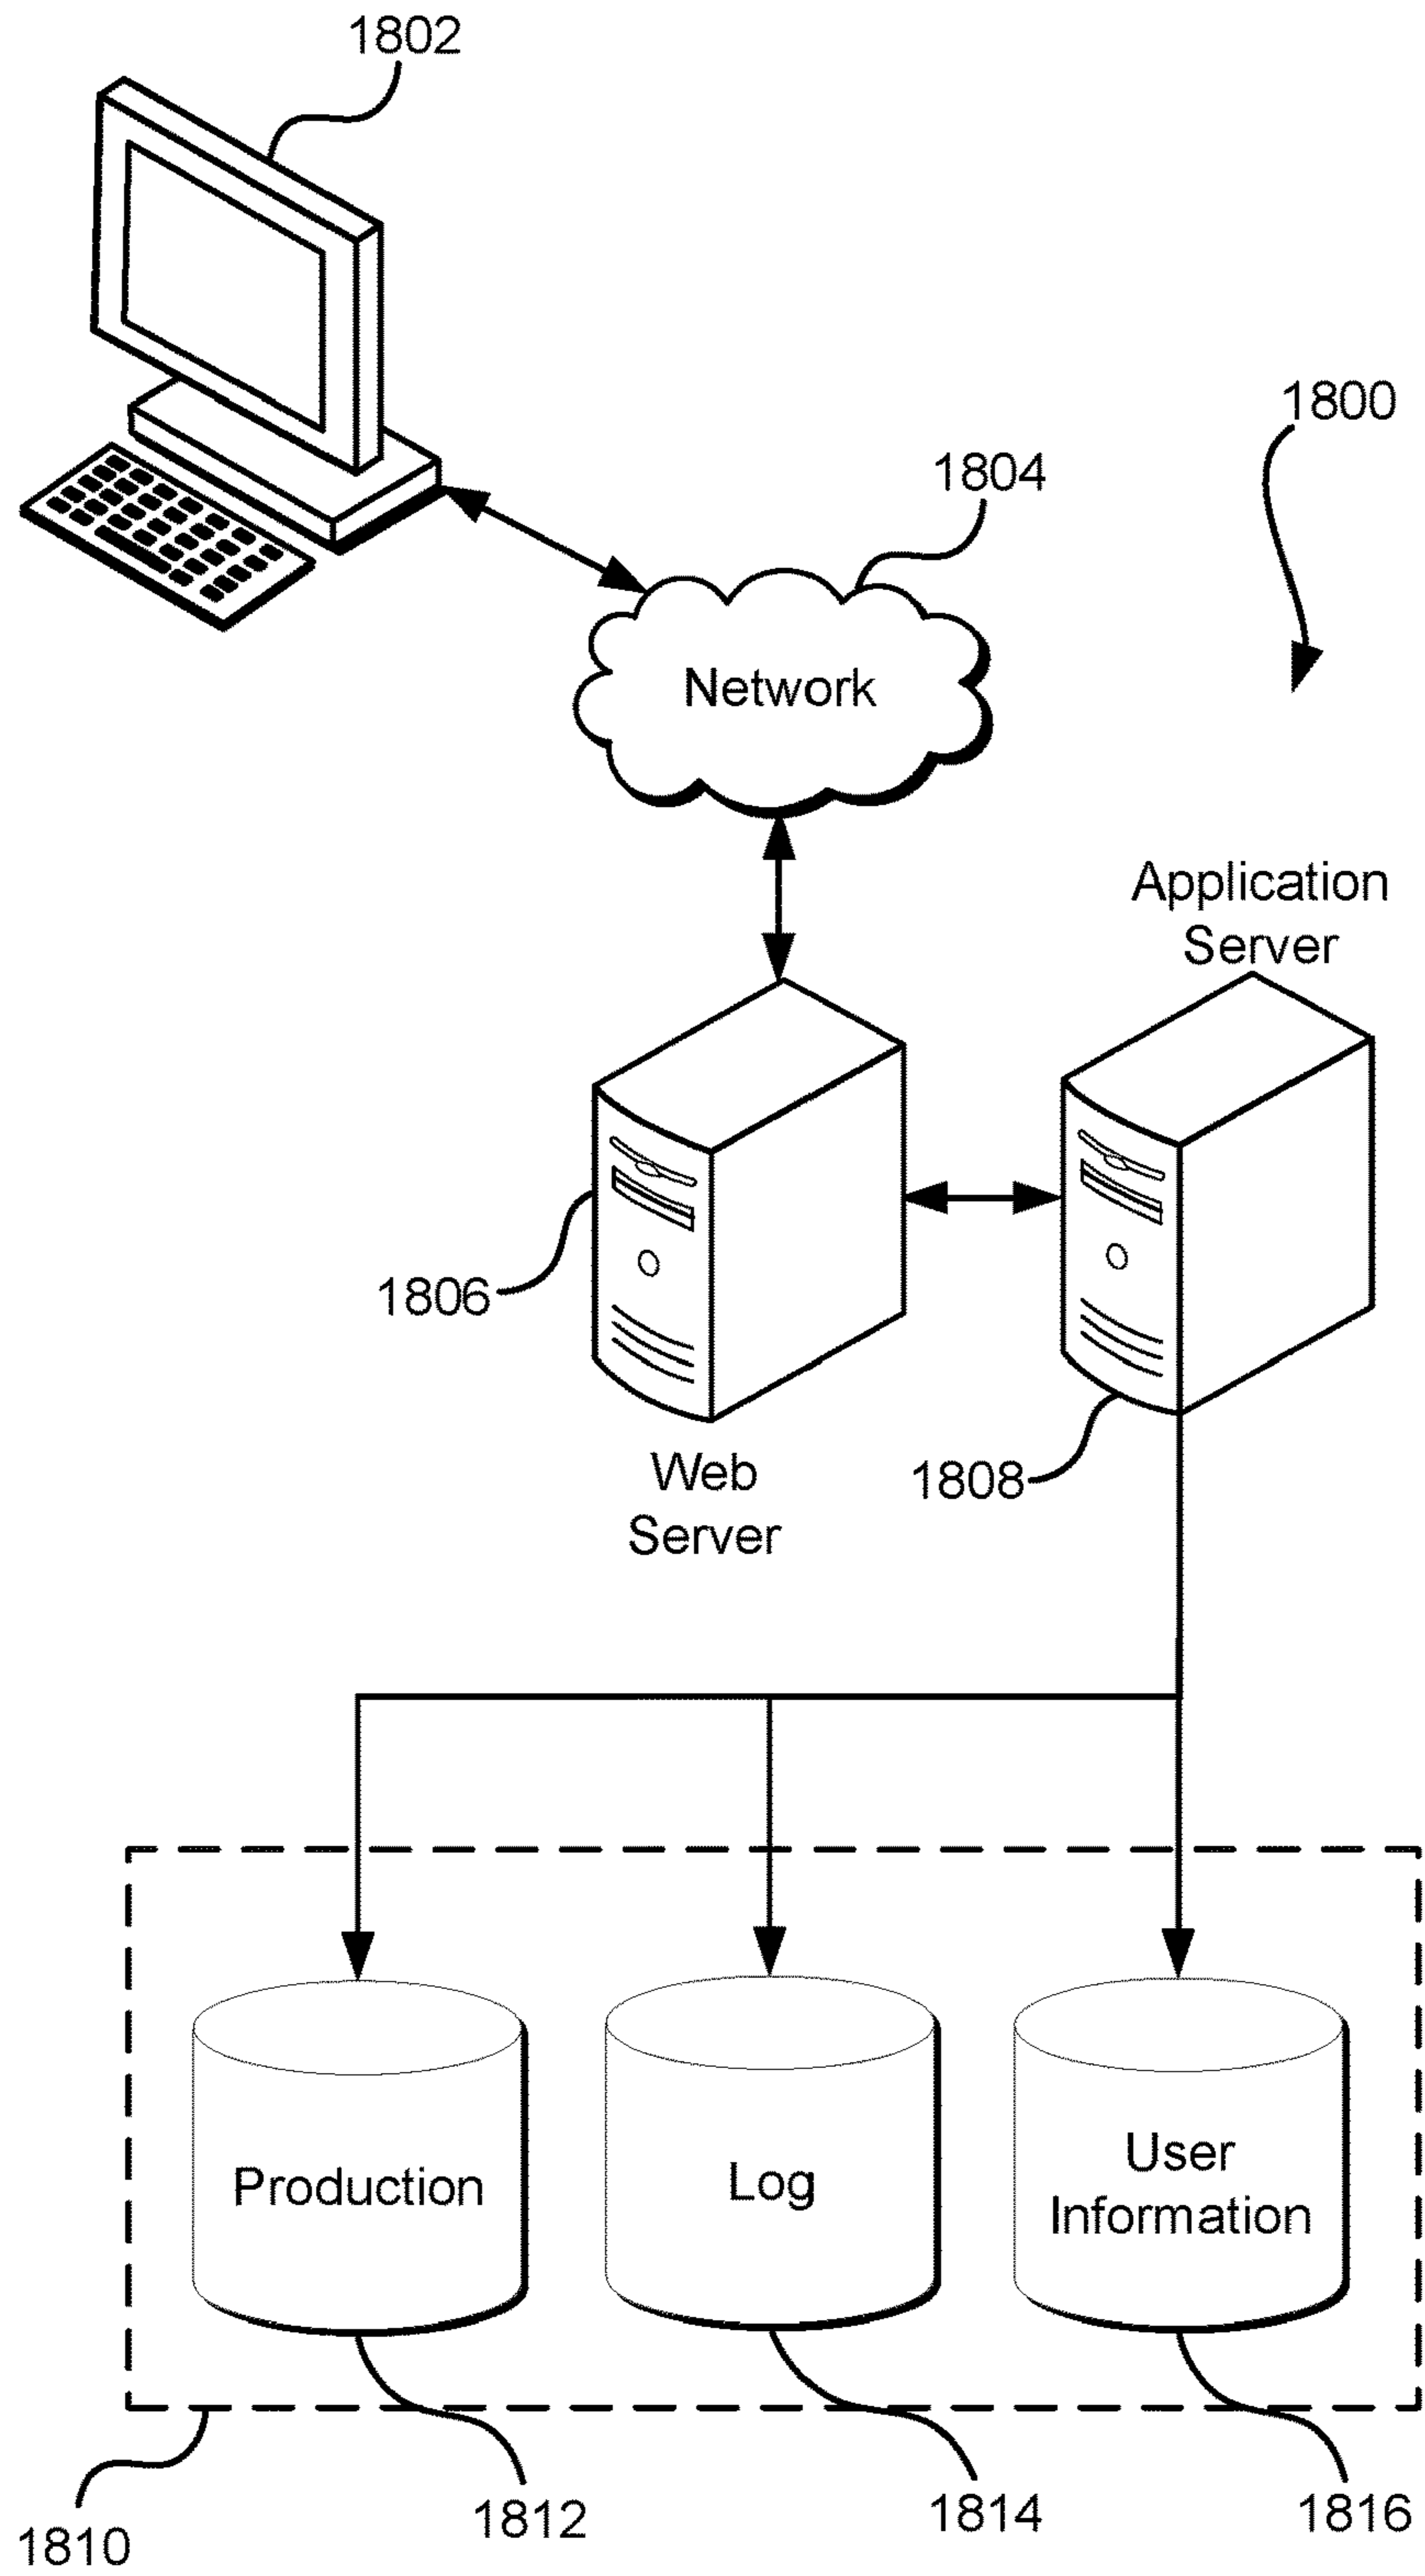 1802
1800
1804
Network
Application
Server
1806
Web
Server
1808
Production
Log
User
Information
1810
1812
1814
1816